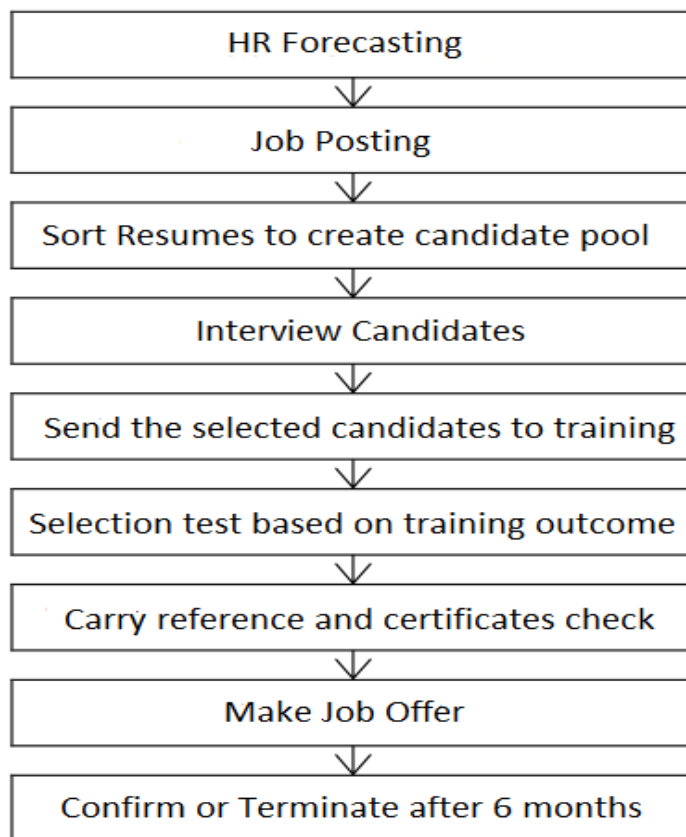 HR Forecasting
Job Posting
Sort Resumes to create candidate pool
Interview Candidates
Send the selected candidates to training
Selection test based on training outcome
Carry reference and certificates check
Make Job Offer
Confirm or Terminate after 6 months